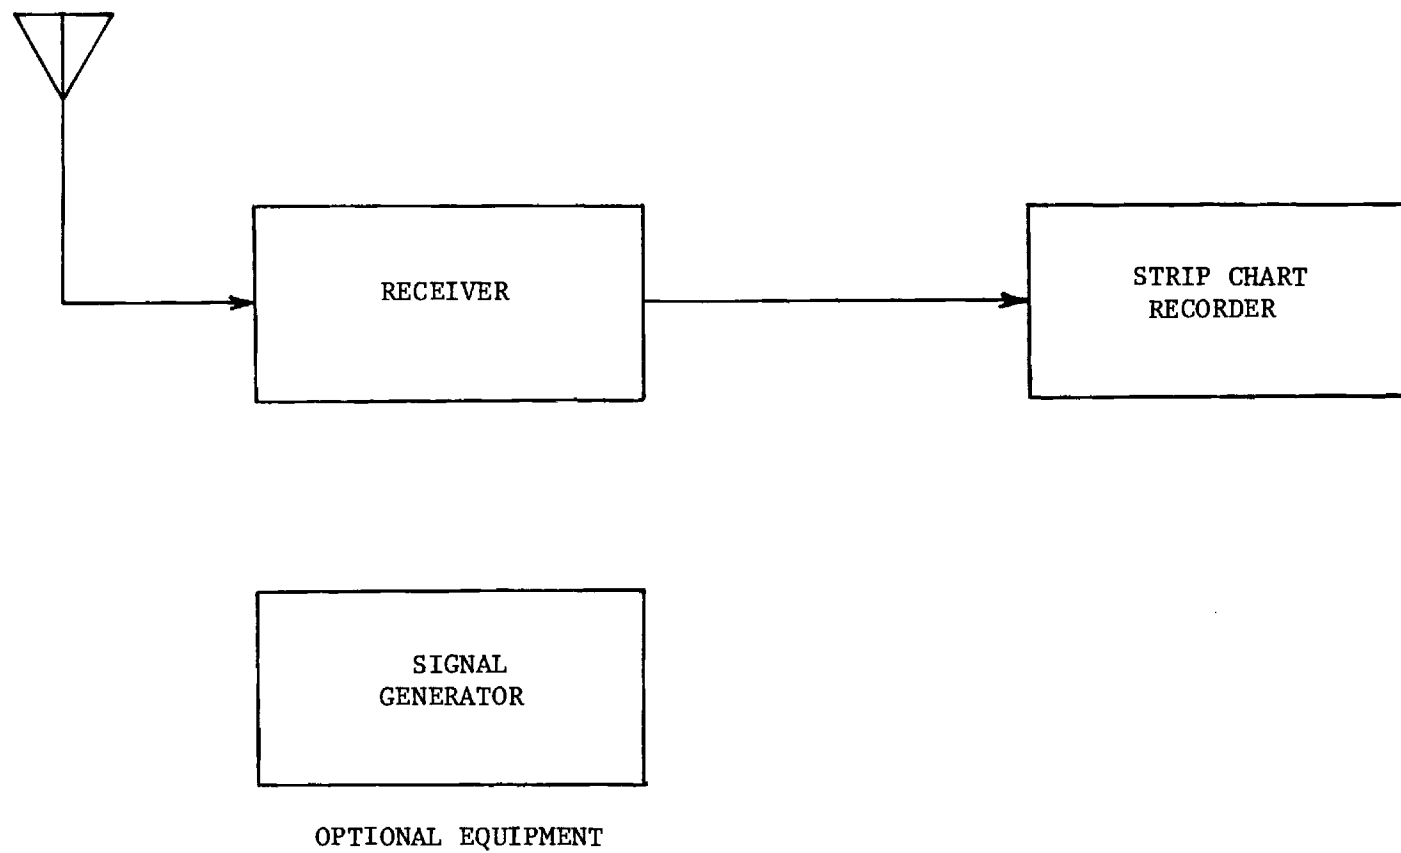 RECEIVER
STRIP CHART
RECORDER
SIGNAL
GENERATOR
OPTIONAL EQUIPMENT